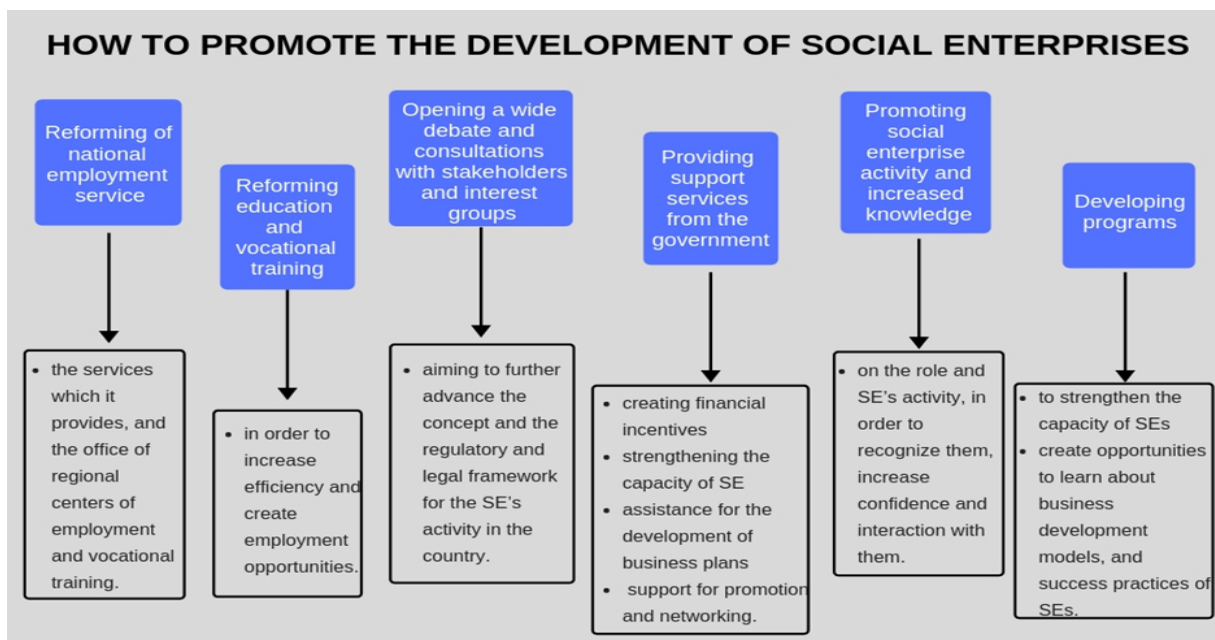 HOW TO PROMOTE THE DEVELOPMENT OF SOCIAL ENTERPRISES
Reforming of
national
employment
service
• the services
which it
provides, and
the office of
regional
centers of
employment
and vocational
training.
Reforming
education
and
vocational
training
• in order to
increase
efficiency and
create
employment
opportunities.
Opening a wide
debate and
consultations
with stakeholders
and interest
groups
• aiming to further
advance the
concept and the
regulatory and
legal framework
for the SE's
activity in the
country.
Providing
support
services
from the
government
• creating financial
incentives
• strengthening the
capacity of SE
• assistance for the
development of
business plans
• support for promotion
and networking.
Promoting
social
enterprise
activity and
increased
knowledge
• on the role and
SE's activity, in
order to
recognize them,
increase
confidence and
interaction with
them.
Developing
programs
• to strengthen the
capacity of SEs
• create opportunities
to learn about
business
development
models, and
success practices of
SEs.